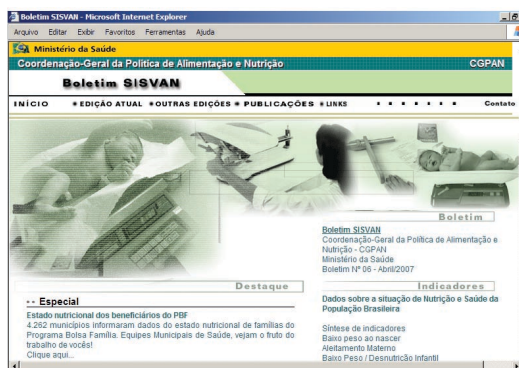 Boletim SISVAN - Microsoft Internet Explorer
Arquivo Editar Exibir Favoritos Ferramentas Ajuda
Ministério da Saúde
Coordenação-Geral da Política de Alimentação e Nutrição CGPAN
Boletim SISVAN
INÍCIO EDIÇÃO ATUAL OUTRAS EDIÇÕES PUBLICAÇÕES LINKS Contato
Boletim
Boletim SISVAN
Coordenação-Geral da Política de Alimentação e
Nutrição - CGPAN
Ministério da Saúde
Boletim Nº 06 - Abril/2007
Destaque
-- Especial
Estado nutricional dos beneficiários do PBF
4.262 municípios informaram dados do estado nutricional de famílias do
Programa Bolsa Família. Equipes Municipais de Saúde, vejam o fruto do
trabalho de vocês!
Clique aqui...
Indicadores
Dados sobre a situação de Nutrição e Saúde da
População Brasileira
Síntese de indicadores
Baixo peso ao nascer
Aleitamento Materno
Baixo Peso / Desnutrição Infantil